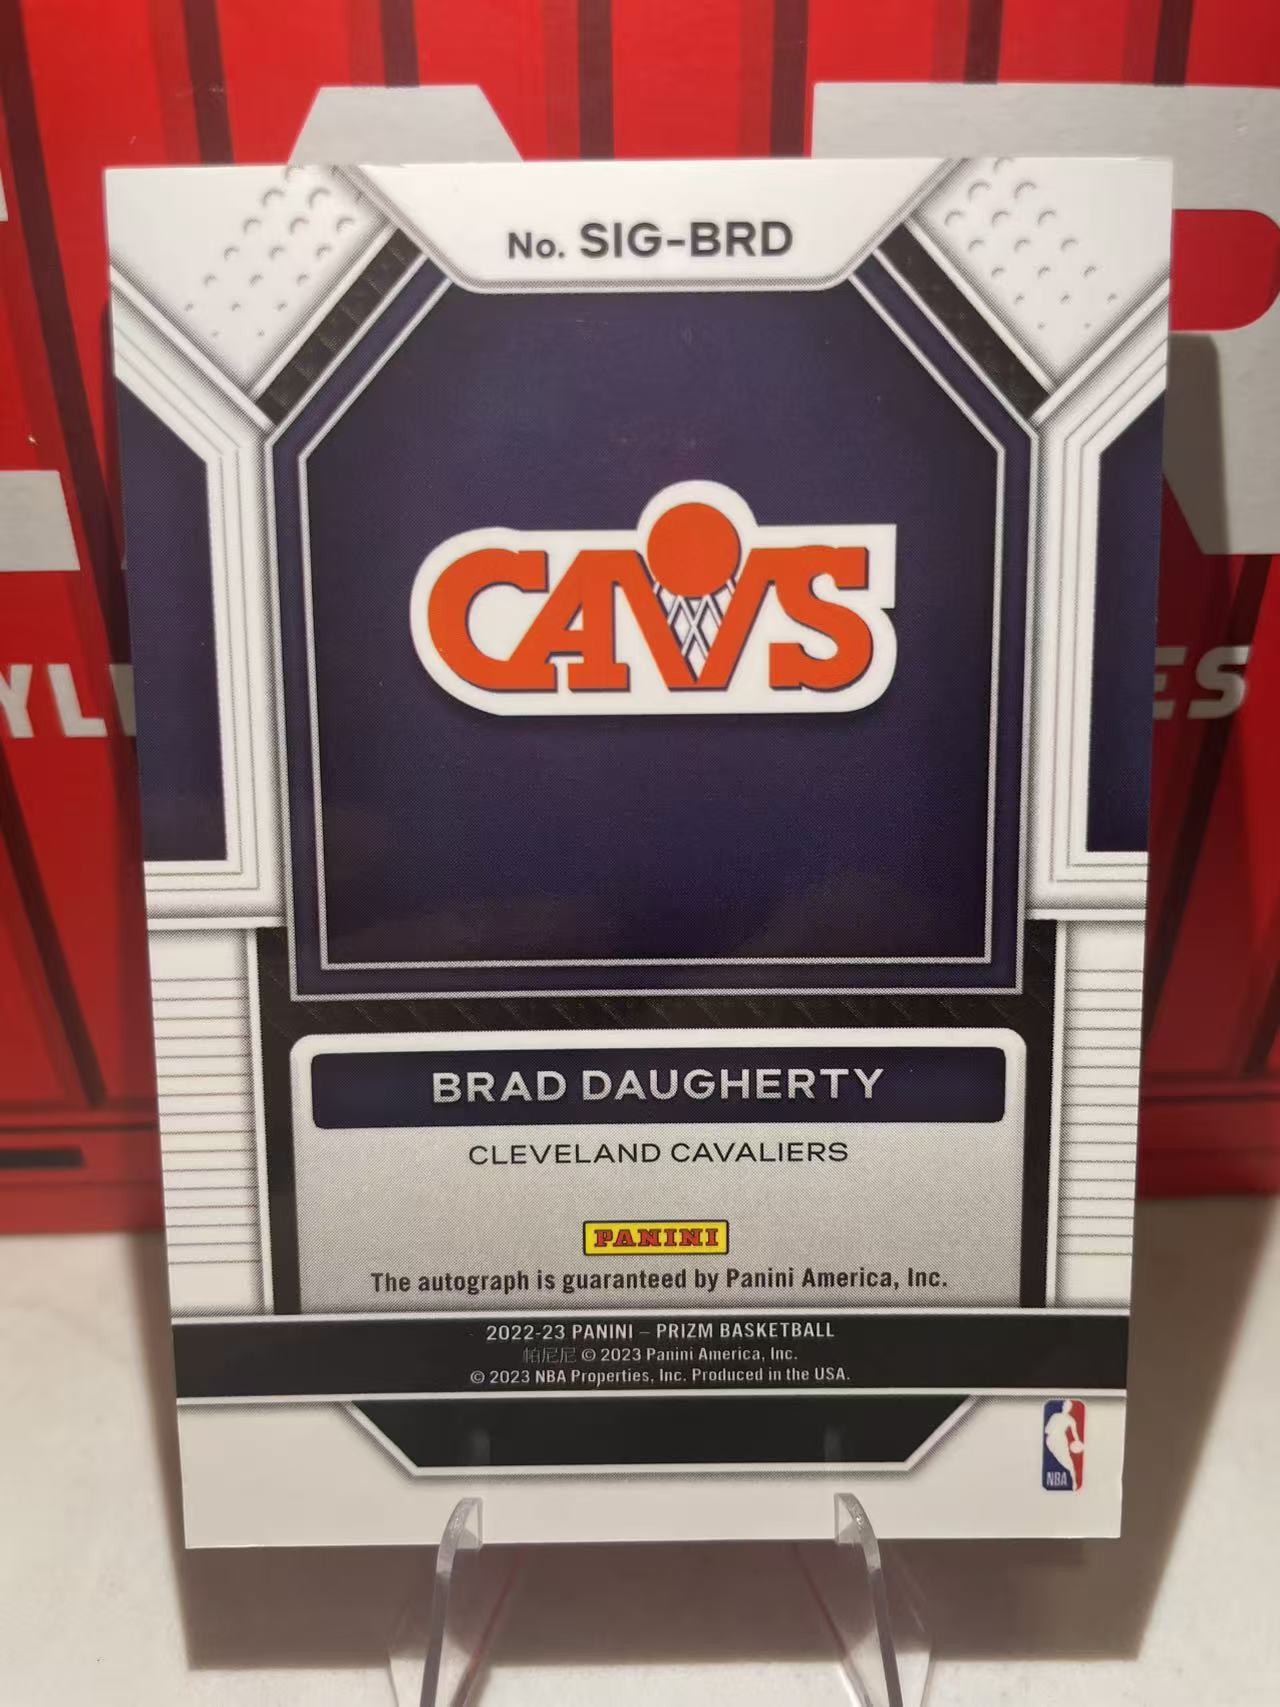 No. SIG-BRD
CAVS
BRAD DAUGHERTY
CLEVELAND CAVALIERS
PANINI
The autograph is guaranteed by Panini America, Inc.
2022-23 PANINI – PRIZM BASKETBALL
帕尼尼 © 2023 Panini America, Inc.
© 2023 NBA Properties, Inc. Produced in the USA.
NBA